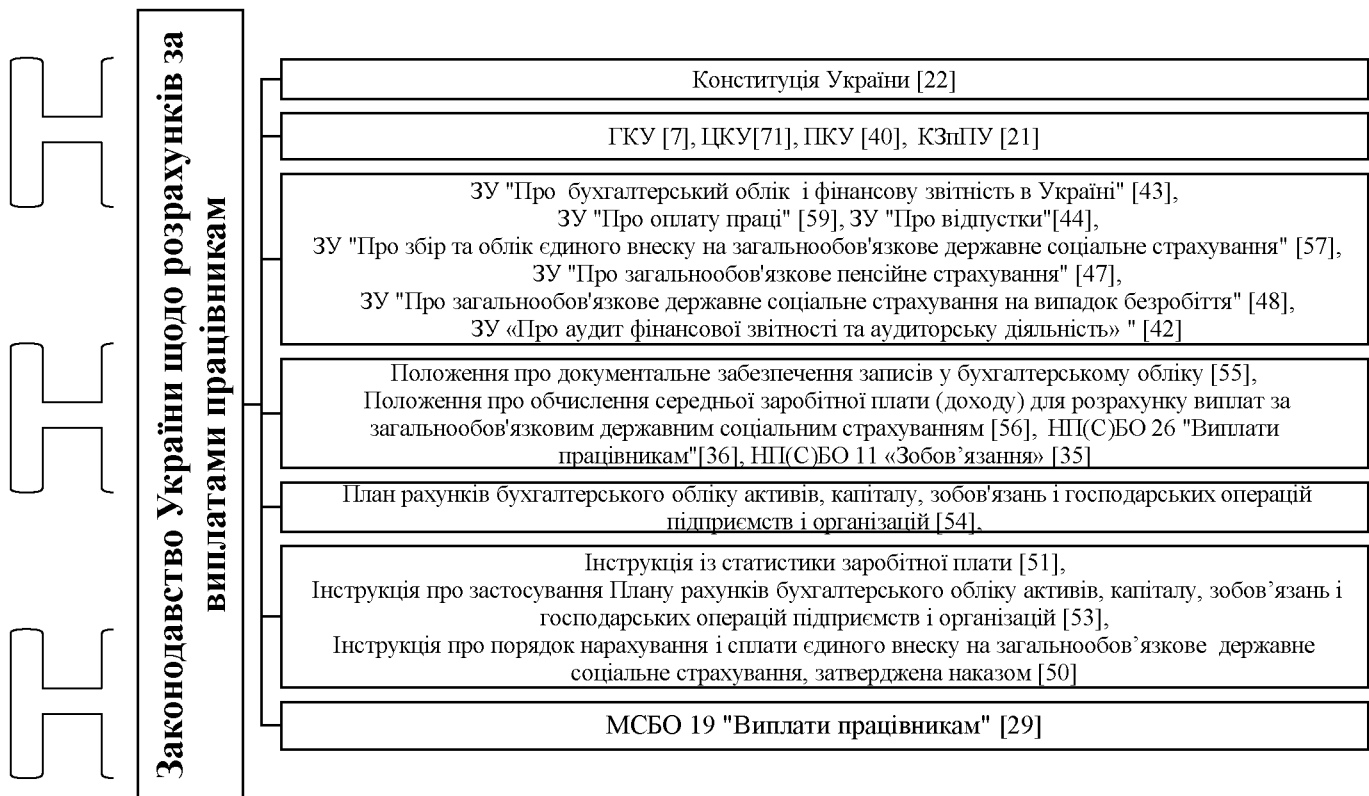 Законодавство України щодо розрахунків за
виплатами працівникам
Конституція України [22]
ГКУ [7], ЦКУ[71], ПКУ [40], КЗпПУ [21]
ЗУ "Про бухгалтерський облік і фінансову звітність в Україні" [43],
ЗУ "Про оплату праці" [59], ЗУ "Про відпустки"[44],
ЗУ "Про збір та облік єдиного внеску на загальнообов'язкове державне соціальне страхування" [57],
ЗУ "Про загальнообов'язкове пенсійне страхування" [47],
ЗУ "Про загальнообов'язкове державне соціальне страхування на випадок безробіття" [48],
ЗУ «Про аудит фінансової звітності та аудиторську діяльність» " [42]
Положення про документальне забезпечення записів у бухгалтерському обліку [55],
Положення про обчислення середньої заробітної плати (доходу) для розрахунку виплат за
загальнообов'язковим державним соціальним страхуванням [56], НП(С)БО 26 "Виплати
працівникам"[36], НП(С)БО 11 «Зобов’язання» [35]
План рахунків бухгалтерського обліку активів, капіталу, зобов'язань і господарських операцій
підприємств і організацій [54],
Інструкція із статистики заробітної плати [51],
Інструкція про застосування Плану рахунків бухгалтерського обліку активів, капіталу, зобов’язань і
господарських операцій підприємств і організацій [53],
Інструкція про порядок нарахування і сплати єдиного внеску на загальнообов’язкове державне
соціальне страхування, затверджена наказом [50]
МСБО 19 "Виплати працівникам" [29]